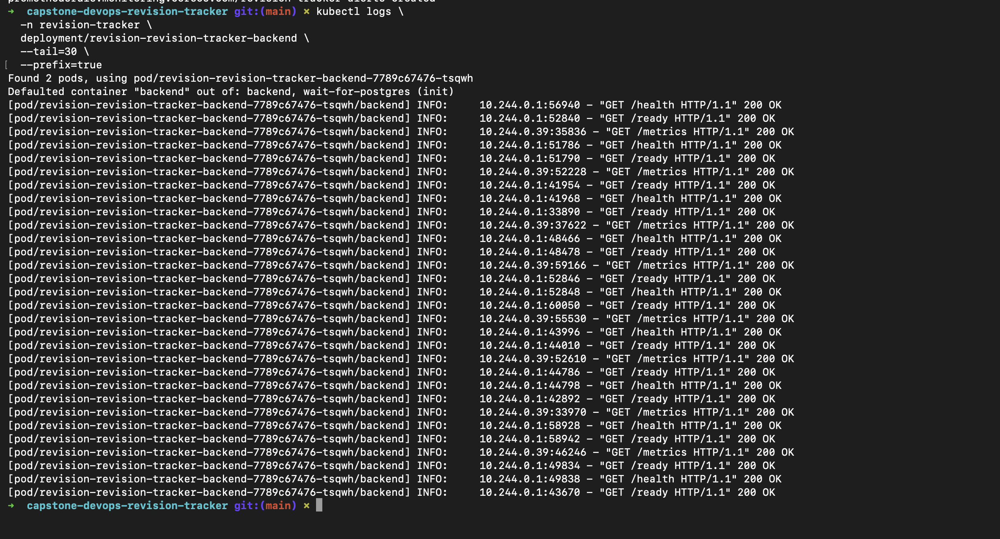 prometheusrule.monitoring.coreos.com/revision-tracker-alerts created
➜  capstone-devops-revision-tracker git:(main) ✗ kubectl logs \
  -n revision-tracker \
  deployment/revision-revision-tracker-backend \
  --tail=30 \
[  --prefix=true
Found 2 pods, using pod/revision-revision-tracker-backend-7789c67476-tsqwh
Defaulted container "backend" out of: backend, wait-for-postgres (init)
[pod/revision-revision-tracker-backend-7789c67476-tsqwh/backend] INFO:     10.244.0.1:56940 - "GET /health HTTP/1.1" 200 OK
[pod/revision-revision-tracker-backend-7789c67476-tsqwh/backend] INFO:     10.244.0.1:52840 - "GET /ready HTTP/1.1" 200 OK
[pod/revision-revision-tracker-backend-7789c67476-tsqwh/backend] INFO:     10.244.0.39:35836 - "GET /metrics HTTP/1.1" 200 OK
[pod/revision-revision-tracker-backend-7789c67476-tsqwh/backend] INFO:     10.244.0.1:51786 - "GET /health HTTP/1.1" 200 OK
[pod/revision-revision-tracker-backend-7789c67476-tsqwh/backend] INFO:     10.244.0.1:51790 - "GET /ready HTTP/1.1" 200 OK
[pod/revision-revision-tracker-backend-7789c67476-tsqwh/backend] INFO:     10.244.0.39:52228 - "GET /metrics HTTP/1.1" 200 OK
[pod/revision-revision-tracker-backend-7789c67476-tsqwh/backend] INFO:     10.244.0.1:41954 - "GET /ready HTTP/1.1" 200 OK
[pod/revision-revision-tracker-backend-7789c67476-tsqwh/backend] INFO:     10.244.0.1:41968 - "GET /health HTTP/1.1" 200 OK
[pod/revision-revision-tracker-backend-7789c67476-tsqwh/backend] INFO:     10.244.0.1:33890 - "GET /ready HTTP/1.1" 200 OK
[pod/revision-revision-tracker-backend-7789c67476-tsqwh/backend] INFO:     10.244.0.39:37622 - "GET /metrics HTTP/1.1" 200 OK
[pod/revision-revision-tracker-backend-7789c67476-tsqwh/backend] INFO:     10.244.0.1:48466 - "GET /health HTTP/1.1" 200 OK
[pod/revision-revision-tracker-backend-7789c67476-tsqwh/backend] INFO:     10.244.0.1:48478 - "GET /ready HTTP/1.1" 200 OK
[pod/revision-revision-tracker-backend-7789c67476-tsqwh/backend] INFO:     10.244.0.39:59166 - "GET /metrics HTTP/1.1" 200 OK
[pod/revision-revision-tracker-backend-7789c67476-tsqwh/backend] INFO:     10.244.0.1:52846 - "GET /ready HTTP/1.1" 200 OK
[pod/revision-revision-tracker-backend-7789c67476-tsqwh/backend] INFO:     10.244.0.1:52848 - "GET /health HTTP/1.1" 200 OK
[pod/revision-revision-tracker-backend-7789c67476-tsqwh/backend] INFO:     10.244.0.1:60050 - "GET /ready HTTP/1.1" 200 OK
[pod/revision-revision-tracker-backend-7789c67476-tsqwh/backend] INFO:     10.244.0.39:55530 - "GET /metrics HTTP/1.1" 200 OK
[pod/revision-revision-tracker-backend-7789c67476-tsqwh/backend] INFO:     10.244.0.1:43996 - "GET /health HTTP/1.1" 200 OK
[pod/revision-revision-tracker-backend-7789c67476-tsqwh/backend] INFO:     10.244.0.1:44010 - "GET /ready HTTP/1.1" 200 OK
[pod/revision-revision-tracker-backend-7789c67476-tsqwh/backend] INFO:     10.244.0.39:52610 - "GET /metrics HTTP/1.1" 200 OK
[pod/revision-revision-tracker-backend-7789c67476-tsqwh/backend] INFO:     10.244.0.1:44786 - "GET /ready HTTP/1.1" 200 OK
[pod/revision-revision-tracker-backend-7789c67476-tsqwh/backend] INFO:     10.244.0.1:44798 - "GET /health HTTP/1.1" 200 OK
[pod/revision-revision-tracker-backend-7789c67476-tsqwh/backend] INFO:     10.244.0.1:42892 - "GET /ready HTTP/1.1" 200 OK
[pod/revision-revision-tracker-backend-7789c67476-tsqwh/backend] INFO:     10.244.0.39:33970 - "GET /metrics HTTP/1.1" 200 OK
[pod/revision-revision-tracker-backend-7789c67476-tsqwh/backend] INFO:     10.244.0.1:58928 - "GET /health HTTP/1.1" 200 OK
[pod/revision-revision-tracker-backend-7789c67476-tsqwh/backend] INFO:     10.244.0.1:58942 - "GET /ready HTTP/1.1" 200 OK
[pod/revision-revision-tracker-backend-7789c67476-tsqwh/backend] INFO:     10.244.0.39:46246 - "GET /metrics HTTP/1.1" 200 OK
[pod/revision-revision-tracker-backend-7789c67476-tsqwh/backend] INFO:     10.244.0.1:49834 - "GET /ready HTTP/1.1" 200 OK
[pod/revision-revision-tracker-backend-7789c67476-tsqwh/backend] INFO:     10.244.0.1:49838 - "GET /health HTTP/1.1" 200 OK
[pod/revision-revision-tracker-backend-7789c67476-tsqwh/backend] INFO:     10.244.0.1:43670 - "GET /ready HTTP/1.1" 200 OK
➜  capstone-devops-revision-tracker git:(main) ✗